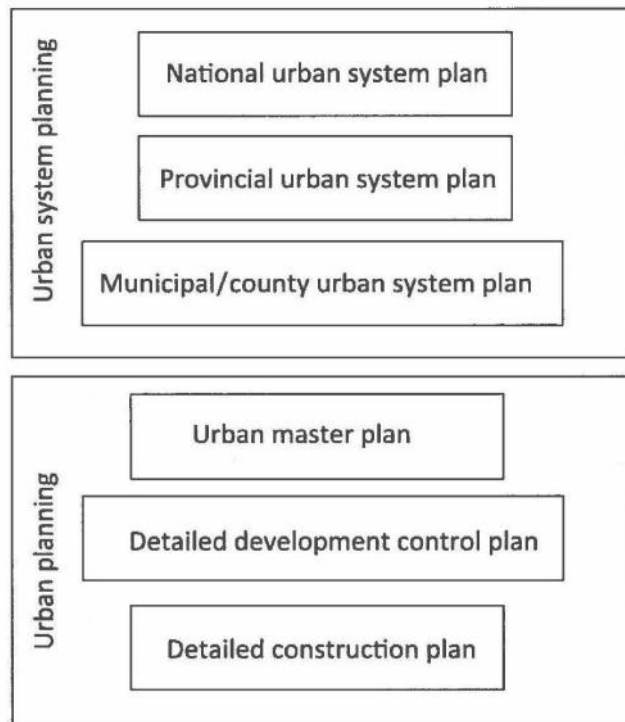 Urban system planning
National urban system plan
Provincial urban system plan
Municipal/county urban system plan
Urban planning
Urban master plan
Detailed development control plan
Detailed construction plan